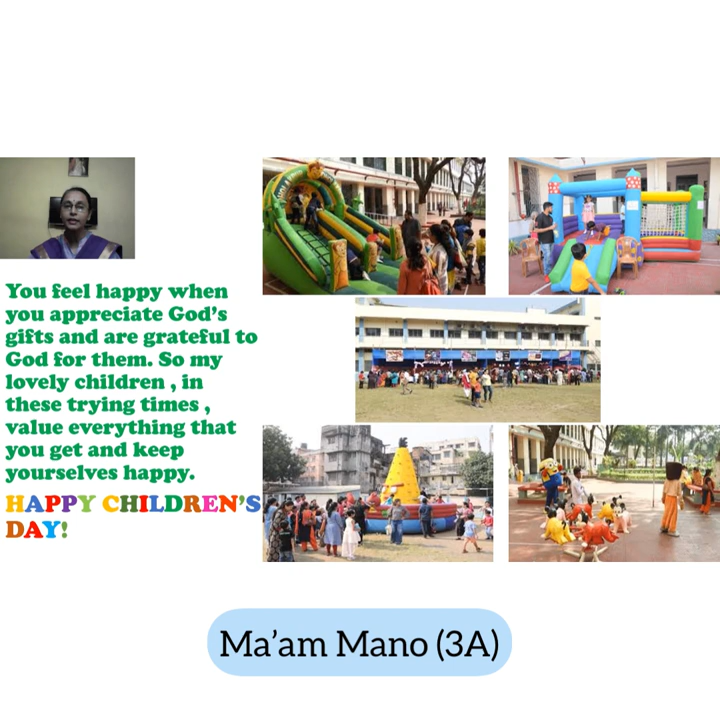 You feel happy when
you appreciate God's
gifts and are grateful to
God for them. So my
lovely children , in
these trying times ,
value everything that
you get and keep
yourselves happy.
HAPPY CHILDREN'S
DAY!
Ma'am Mano (3A)